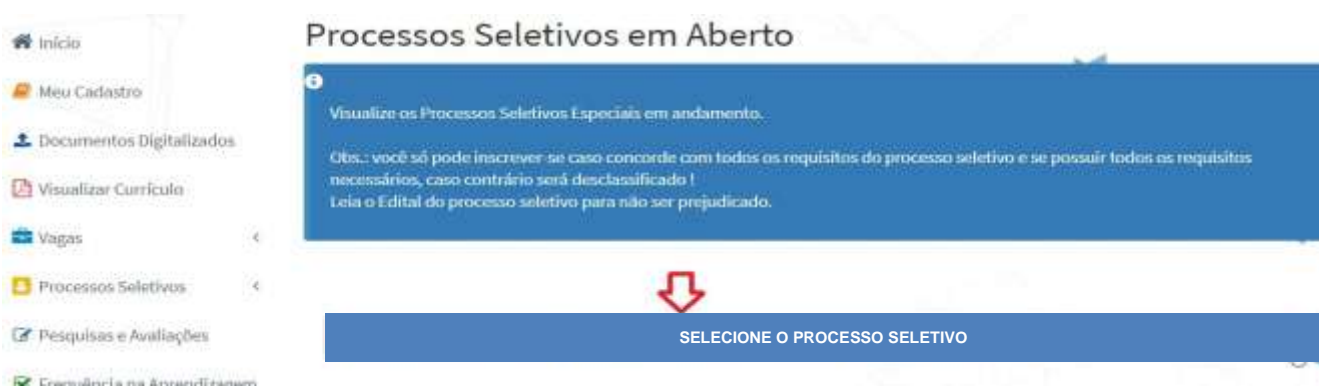 Início
Meu Cadastro
Documentos Digitalizados
Visualizar Currículo
Vagas
Processos Seletivos
Pesquisas e Avaliações
Frequência na Aprendizagem
Processos Seletivos em Aberto
Visualize os Processos Seletivos Especiais em andamento.
Obs.: você só pode inscrever-se caso concorde com todos os requisitos do processo seletivo e se possuir todos os requisitos
necessários, caso contrário será desclassificado !
Leia o Edital do processo seletivo para não ser prejudicado.
SELECIONE O PROCESSO SELETIVO